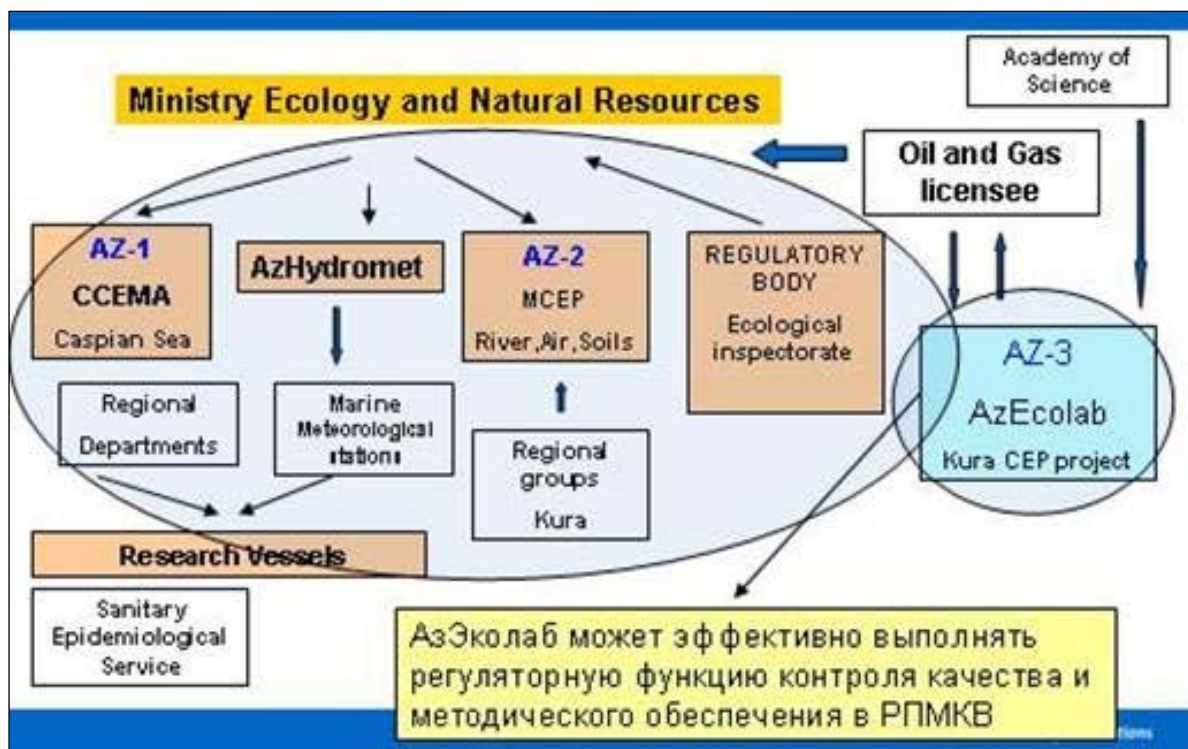 Academy of
Science
Ministry Ecology and Natural Resources
Oil and Gas
licensee
AZ-1
CCEMA
Caspian Sea
AzHydromet
AZ-2
MCEP
River,Air,Soils
REGULATORY
BODY
Ecological
inspectorate
AZ-3
AzEcolab
Kura CEP project
Regional
Departments
Marine
Meteorological
stations
Regional
groups
Kura
Research Vessels
Sanitary
Epidemiological
Service
АзЭколаб может эффективно выполнять
регуляторную функцию контроля качества и
методического обеспечения в РПМКВ